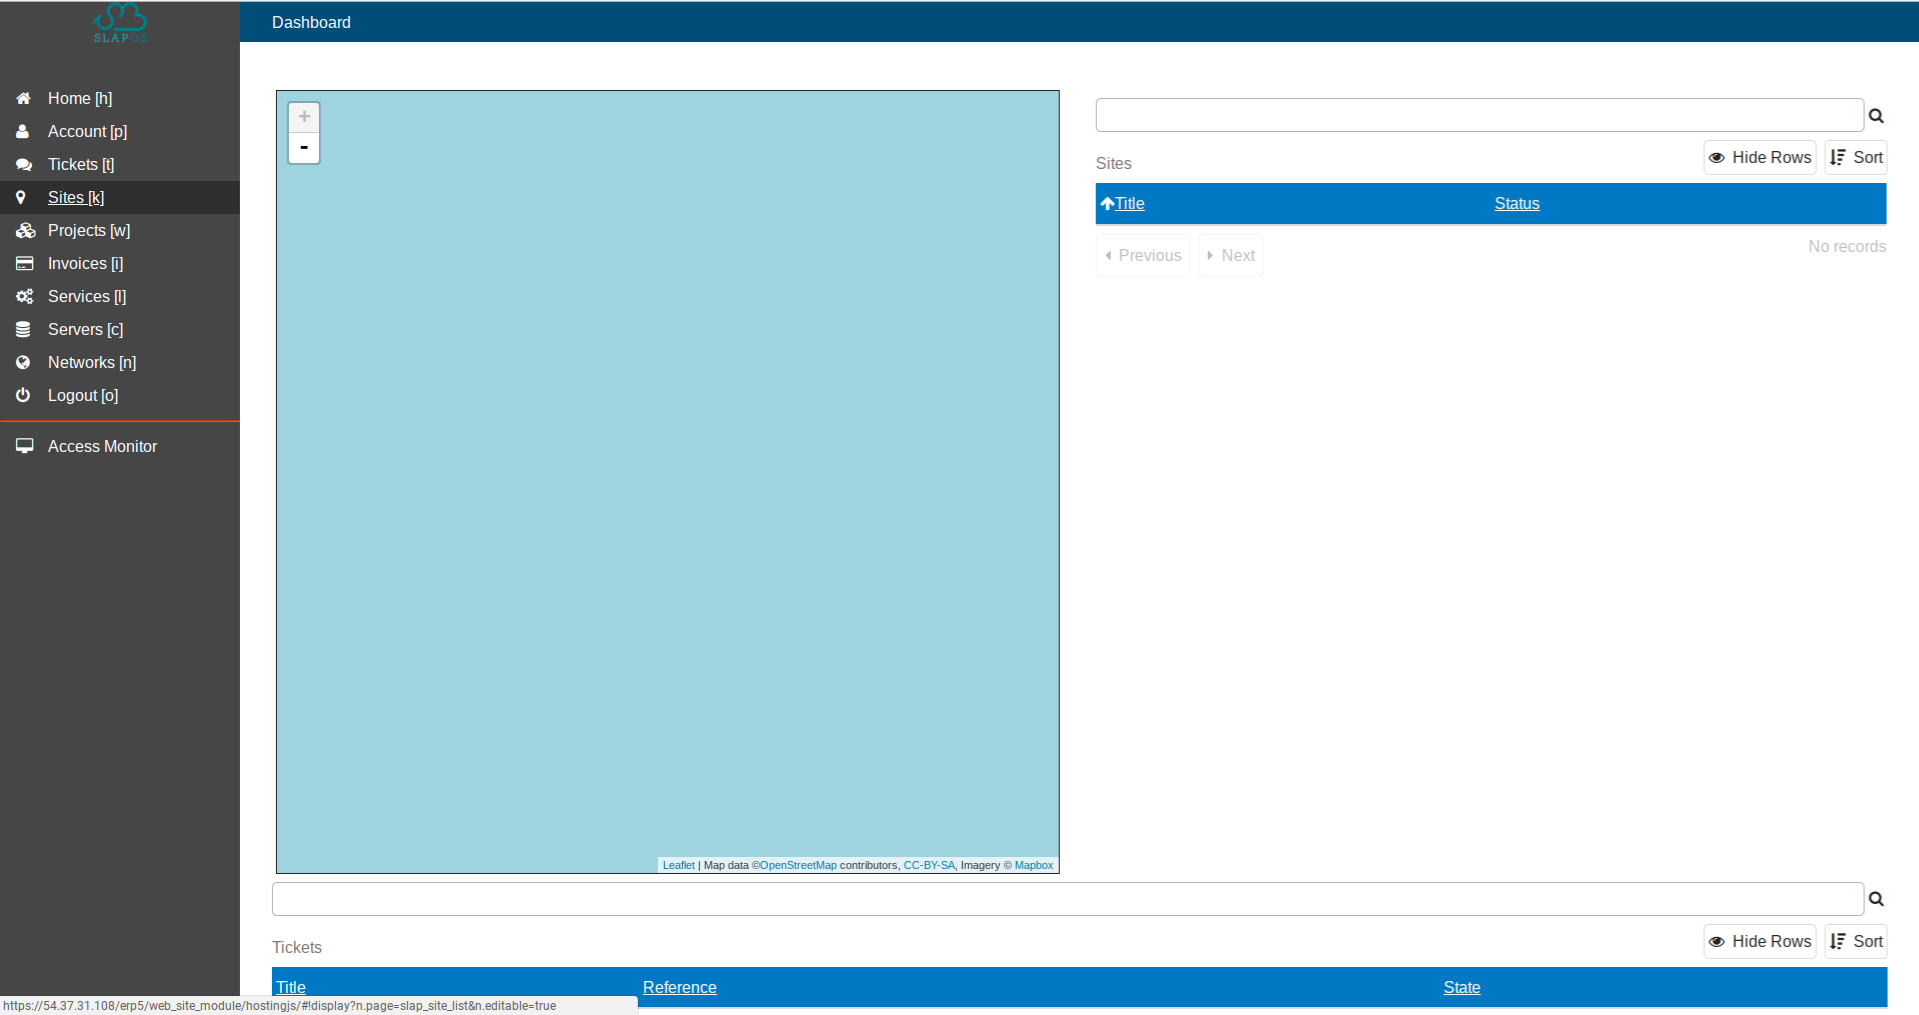 SLAPOS
Dashboard
Home [h]
Account [p]
Tickets [t]
Sites [k]
Projects [w]
Invoices [i]
Services [l]
Servers [c]
Networks [n]
Logout [o]
Access Monitor
+
-
Leaflet | Map data ©OpenStreetMap contributors, CC-BY-SA, Imagery © Mapbox
Sites
Hide Rows Sort
Title Status
Previous Next No records
Tickets
Hide Rows Sort
Title Reference State
https://54.37.31.108/erp5/web_site_module/hostingjs/#!display?n.page=slap_site_list&n.editable=true